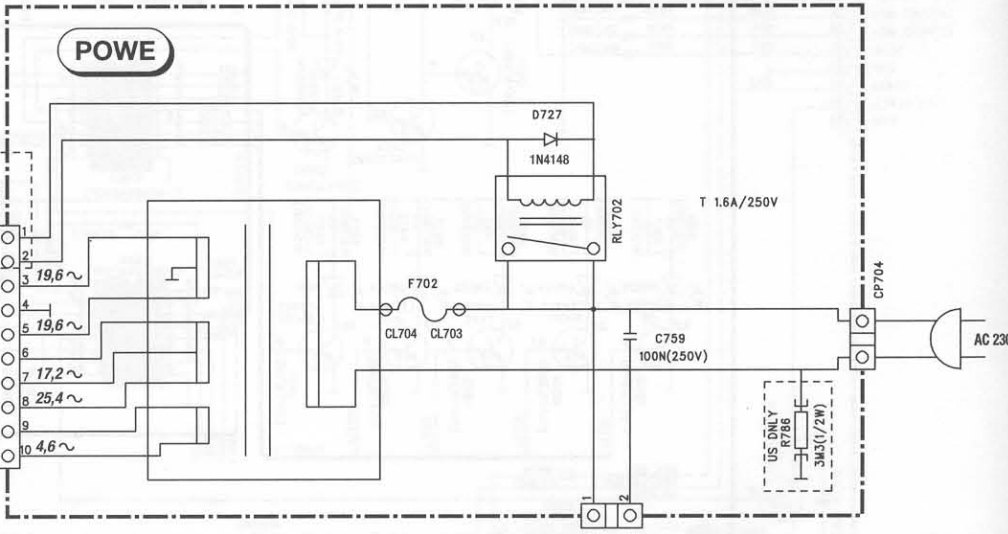 POWE
D727
1N4148
RLY702
T 1.6A/250V
1
2
3 19,6~
4
5 19,6~
6
7 17,2~
8 25,4~
9
10 4,6~
F702
CL704 CL703
C759
100N(250V)
CP704
AC 230
US DNLY
R786
3M3(1/2W)
1
2